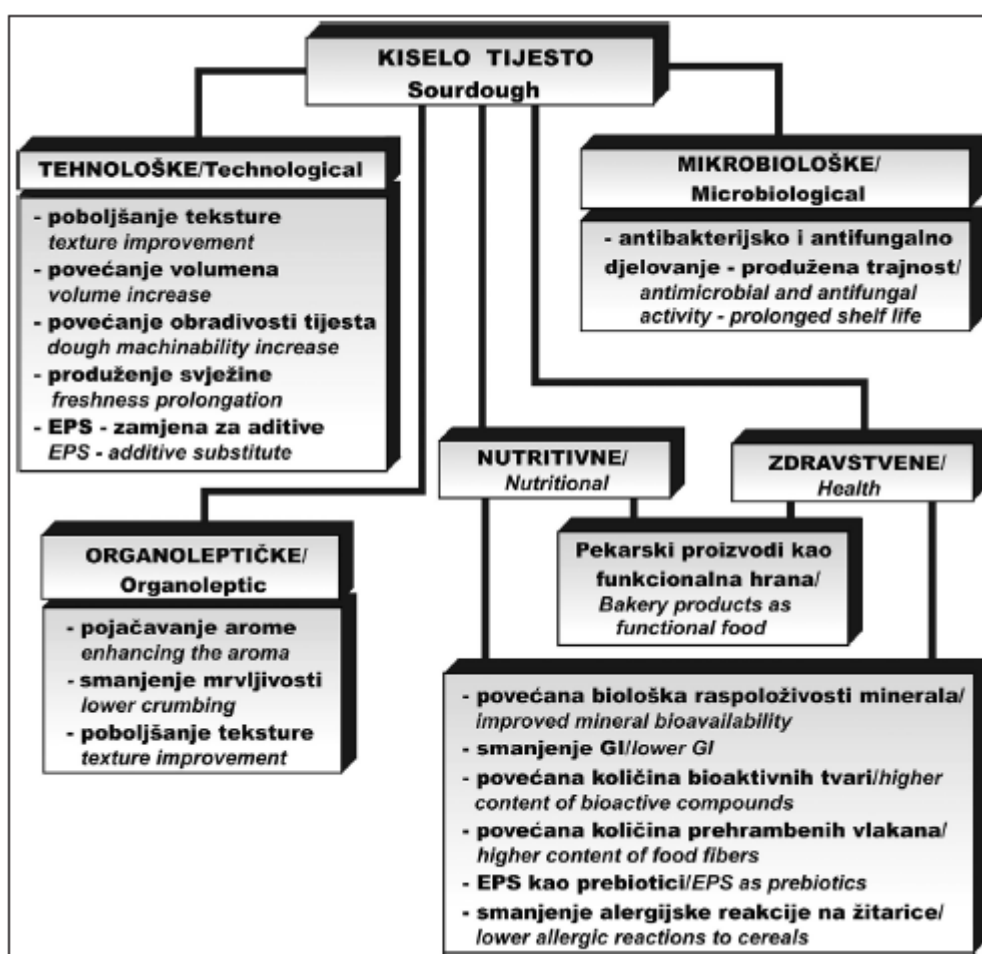 KISELO TIJESTO
Sourdough
TEHNOLOŠKE/Technological
- poboljšanje teksture
texture improvement
- povećanje volumena
volume increase
- povećanje obradivosti tijesta
dough machinability increase
- produženje svježine
freshness prolongation
- EPS - zamjena za aditive
EPS - additive substitute
MIKROBIOLOŠKE/
Microbiological
- antibakterijsko i antifungalno
djelovanje - produžena trajnost/
antimicrobial and antifungal
activity - prolonged shelf life
ORGANOLEPTIČKE/
Organoleptic
- pojačavanje arome
enhancing the aroma
- smanjenje mrvljivosti
lower crumbing
- poboljšanje teksture
texture improvement
NUTRITIVNE/
Nutritional
ZDRAVSTVENE/
Health
Pekarski proizvodi kao
funkcionalna hrana/
Bakery products as
functional food
- povećana biološka raspoloživosti minerala/
improved mineral bioavailability
- smanjenje GI/lower GI
- povećana količina bioaktivnih tvari/higher
content of bioactive compounds
- povećana količina prehrambenih vlakana/
higher content of food fibers
- EPS kao prebiotici/EPS as prebiotics
- smanjenje alergijske reakcije na žitarice/
lower allergic reactions to cereals